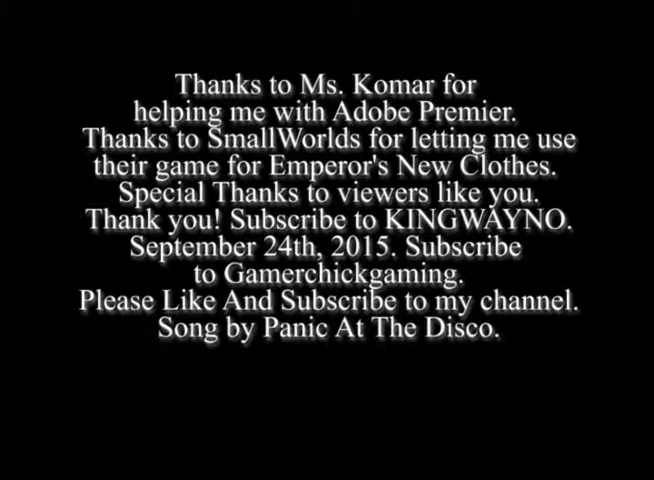 Thanks to Ms. Komar for
helping me with Adobe Premier.
Thanks to SmallWorlds for letting me use
their game for Emperor's New Clothes.
Special Thanks to viewers like you.
Thank you! Subscribe to KINGWAYNO.
September 24th, 2015. Subscribe
to Gamerchickgaming.
Please Like And Subscribe to my channel.
Song by Panic At The Disco.